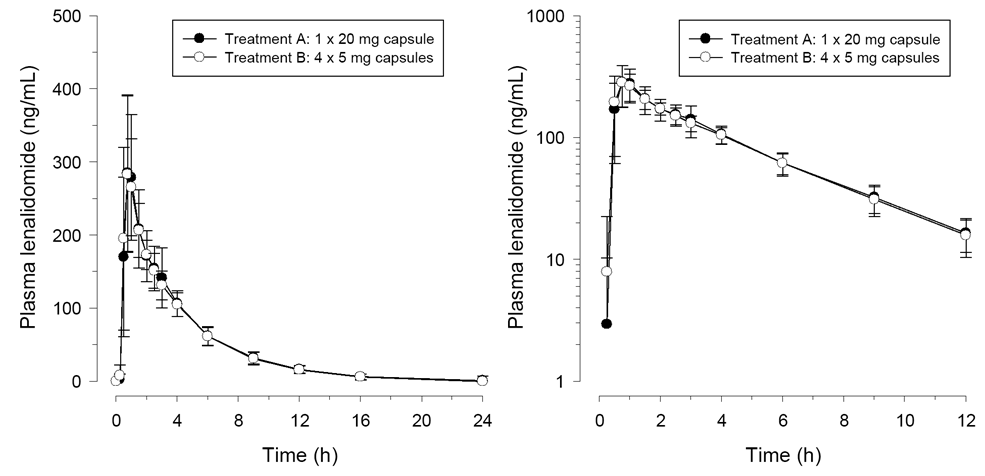 500
400
300
200
100
0
Plasma lenalidomide (ng/mL)
Treatment A: 1 x 20 mg capsule
Treatment B: 4 x 5 mg capsules
0 4 8 12 16 20 24
Time (h)
1000
100
10
1
Plasma lenalidomide (ng/mL)
Treatment A: 1 x 20 mg capsule
Treatment B: 4 x 5 mg capsules
0 2 4 6 8 10 12
Time (h)